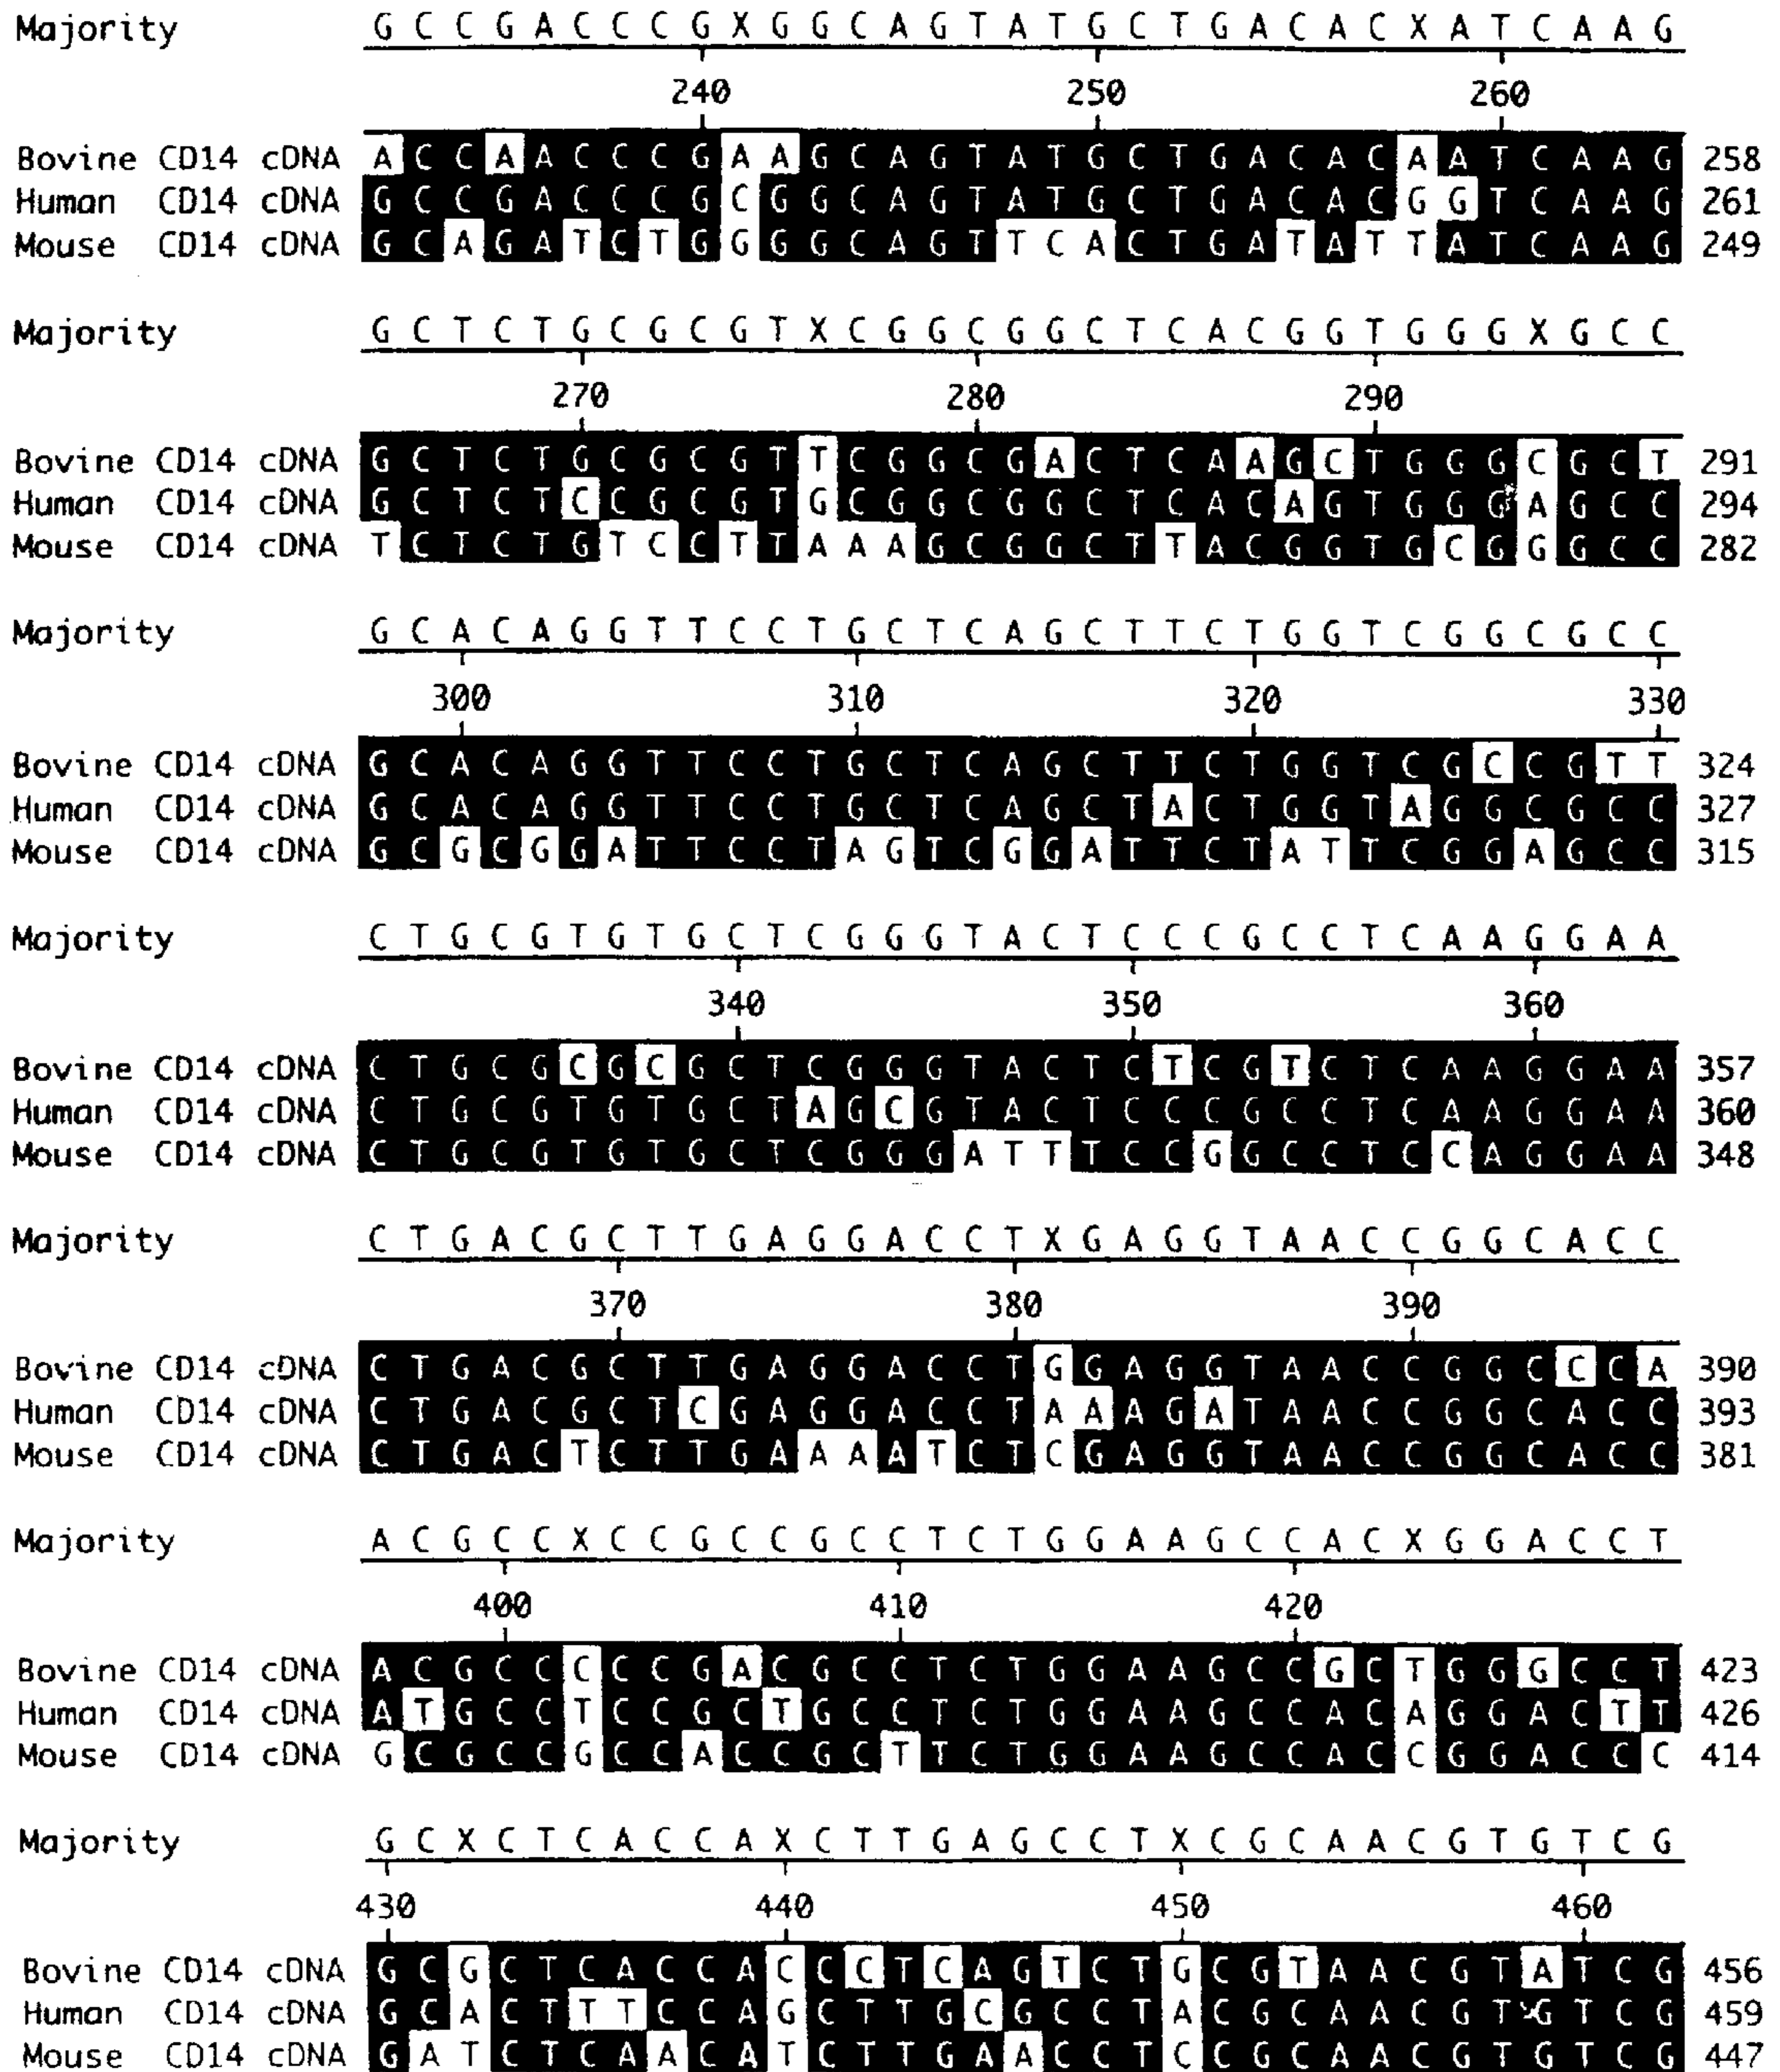 Majority G C C G A C C C G X G G C A G T A T G C T G A C A C X A T C A A G
240 250 260
Bovine CD14 cDNA A C C A A C C C G A A G C A G T A T G C T G A C A C A A T C A A G 258
Human CD14 cDNA G C C G A C C C G C G G C A G T A T G C T G A C A C G G T C A A G 261
Mouse CD14 cDNA G C A G A T C T G G G G C A G T T C A C T G A T A T T A T C A A G 249
Majority G C T C T G C G C G T X C G G C G G C T C A C G G T G G G X G C C
270 280 290
Bovine CD14 cDNA G C T C T G C G C G T T C G G C G A C T C A A G C T G G G C G C T 291
Human CD14 cDNA G C T C T C C G C G T G C G G C G G C T C A C A G T G G G A G C C 294
Mouse CD14 cDNA T C T C T G T C C T T A A A G C G G C T T A C G G T G C G G G C C 282
Majority G C A C A G G T T C C T G C T C A G C T T C T G G T C G G C G C C
300 310 320 330
Bovine CD14 cDNA G C A C A G G T T C C T G C T C A G C T T C T G G T C G C C G T T 324
Human CD14 cDNA G C A C A G G T T C C T G C T C A G C T A C T G G T A G G C G C C 327
Mouse CD14 cDNA G C G C G G A T T C C T A G T C G G A T T C T A T T C G G A G C C 315
Majority C T G C G T G T G C T C G G G T A C T C C C G C C T C A A G G A A
340 350 360
Bovine CD14 cDNA C T G C G C G C G C T C G G G T A C T C T C G T C T C A A G G A A 357
Human CD14 cDNA C T G C G T G T G C T A G C G T A C T C C C G C C T C A A G G A A 360
Mouse CD14 cDNA C T G C G T G T G C T C G G G A T T T C C G G C C T C C A G G A A 348
Majority C T G A C G C T T G A G G A C C T X G A G G T A A C C G G C A C C
370 380 390
Bovine CD14 cDNA C T G A C G C T T G A G G A C C T G G A G G T A A C C G G C C C A 390
Human CD14 cDNA C T G A C G C T C G A G G A C C T A A A G A T A A C C G G C A C C 393
Mouse CD14 cDNA C T G A C T C T T G A A A A T C T C G A G G T A A C C G G C A C C 381
Majority A C G C C X C C G C C G C C T C T G G A A G C C A C X G G A C C T
400 410 420
Bovine CD14 cDNA A C G C C C C C G A C G C C T C T G G A A G C C G C T G G G C C T 423
Human CD14 cDNA A T G C C T C C G C T G C C T C T G G A A G C C A C A G G A C T T 426
Mouse CD14 cDNA G C G C C G C C A C C G C T T C T G G A A G C C A C C G G A C C C 414
Majority G C X C T C A C C A X C T T G A G C C T X C G C A A C G T G T C G
430 440 450 460
Bovine CD14 cDNA G C G C T C A C C A C C C T C A G T C T G C G T A A C G T A T C G 456
Human CD14 cDNA G C A C T T T C C A G C T T G C G C C T A C G C A A C G T G T C G 459
Mouse CD14 cDNA G A T C T C A A C A T C T T G A A C C T C C G C A A C G T G T C G 447